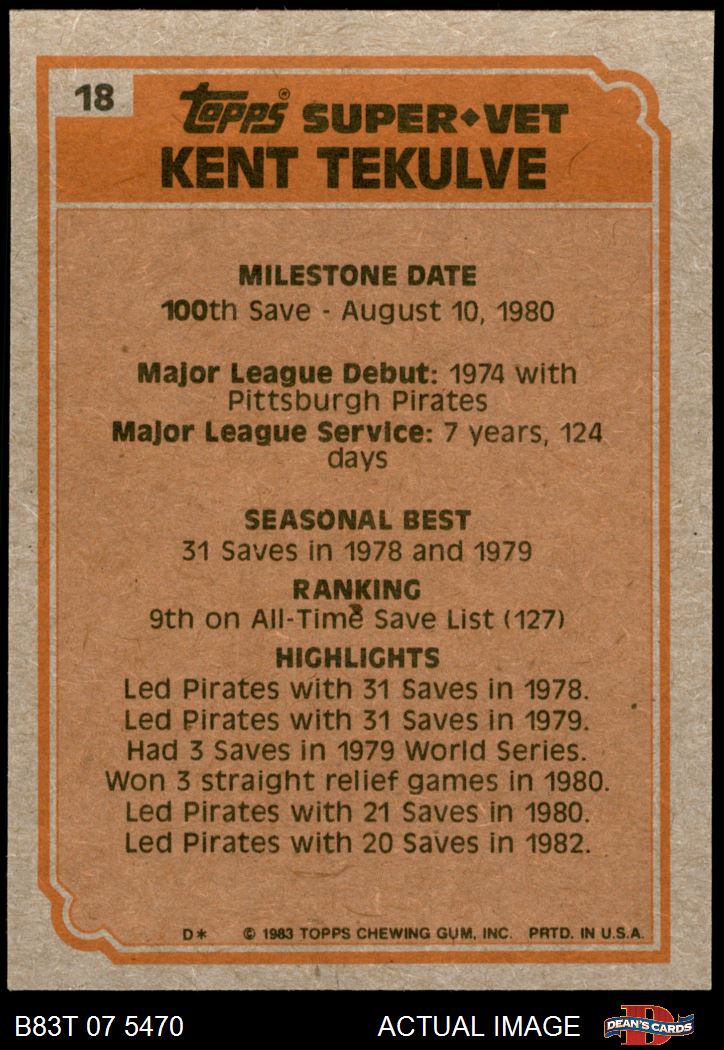 18
Topps® SUPER◆VET
KENT TEKULVE
MILESTONE DATE
100th Save - August 10, 1980
Major League Debut: 1974 with
Pittsburgh Pirates
Major League Service: 7 years, 124
days
SEASONAL BEST
31 Saves in 1978 and 1979
RANKING
9th on All-Time Save List (127)
HIGHLIGHTS
Led Pirates with 31 Saves in 1978.
Led Pirates with 31 Saves in 1979.
Had 3 Saves in 1979 World Series.
Won 3 straight relief games in 1980.
Led Pirates with 21 Saves in 1980.
Led Pirates with 20 Saves in 1982.
D* © 1983 TOPPS CHEWING GUM, INC. PRTD. IN U.S.A.
B83T 07 5470 ACTUAL IMAGE D DEAN'S CARDS